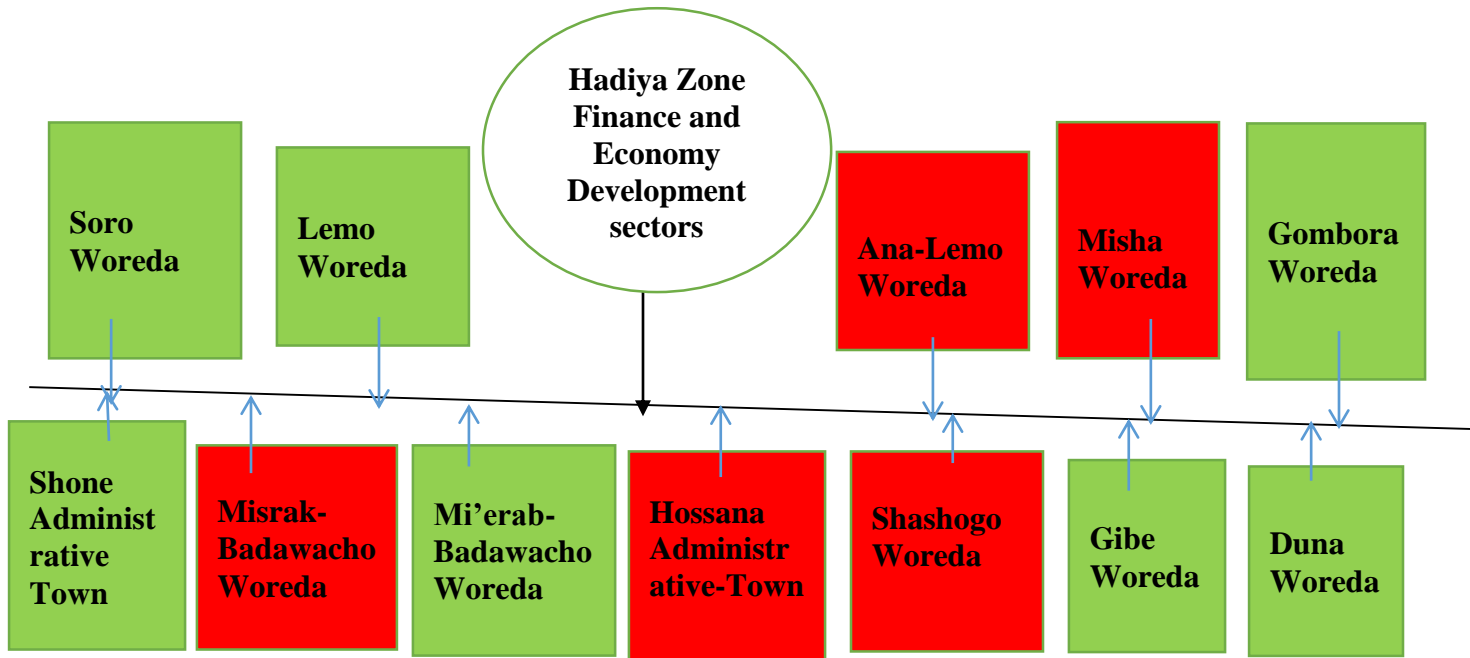 Hadiya Zone
Finance and
Economy
Development
sectors
Soro
Woreda
Lemo
Woreda
Ana-Lemo
Woreda
Misha
Woreda
Gombora
Woreda
Shone
Administ
rative
Town
Misrak-
Badawacho
Woreda
Mi’erab-
Badawacho
Woreda
Hossana
Administr
ative-Town
Shashogo
Woreda
Gibe
Woreda
Duna
Woreda